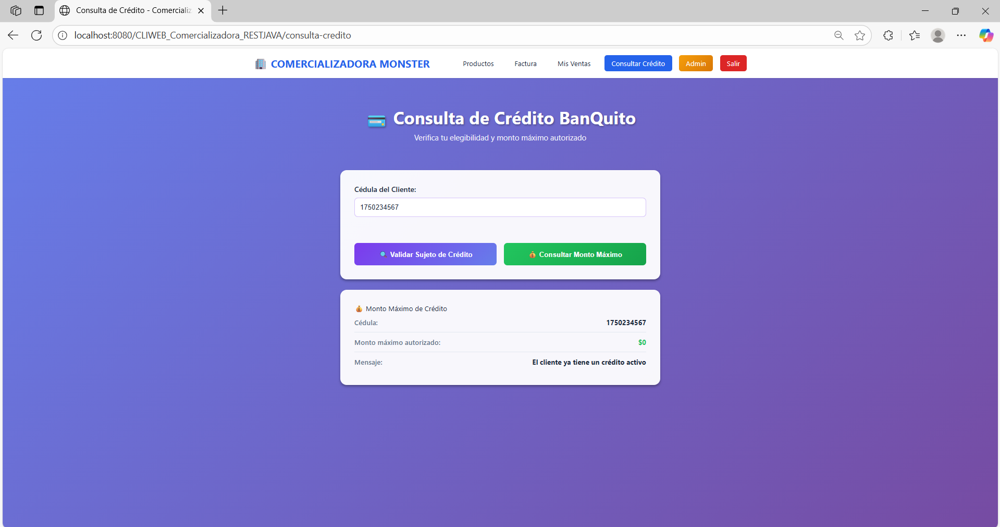 Consulta de Crédito - Comercializ
localhost:8080/CLIWEB_Comercializadora_RESTJAVA/consulta-credito
COMERCIALIZADORA MONSTER Productos Factura Mis Ventas Consultar Crédito Admin Salir
Consulta de Crédito BanQuito
Verifica tu elegibilidad y monto máximo autorizado
Cédula del Cliente:
1750234567
Validar Sujeto de Crédito Consultar Monto Máximo
Monto Máximo de Crédito
Cédula: 1750234567
Monto máximo autorizado: $0
Mensaje: El cliente ya tiene un crédito activo